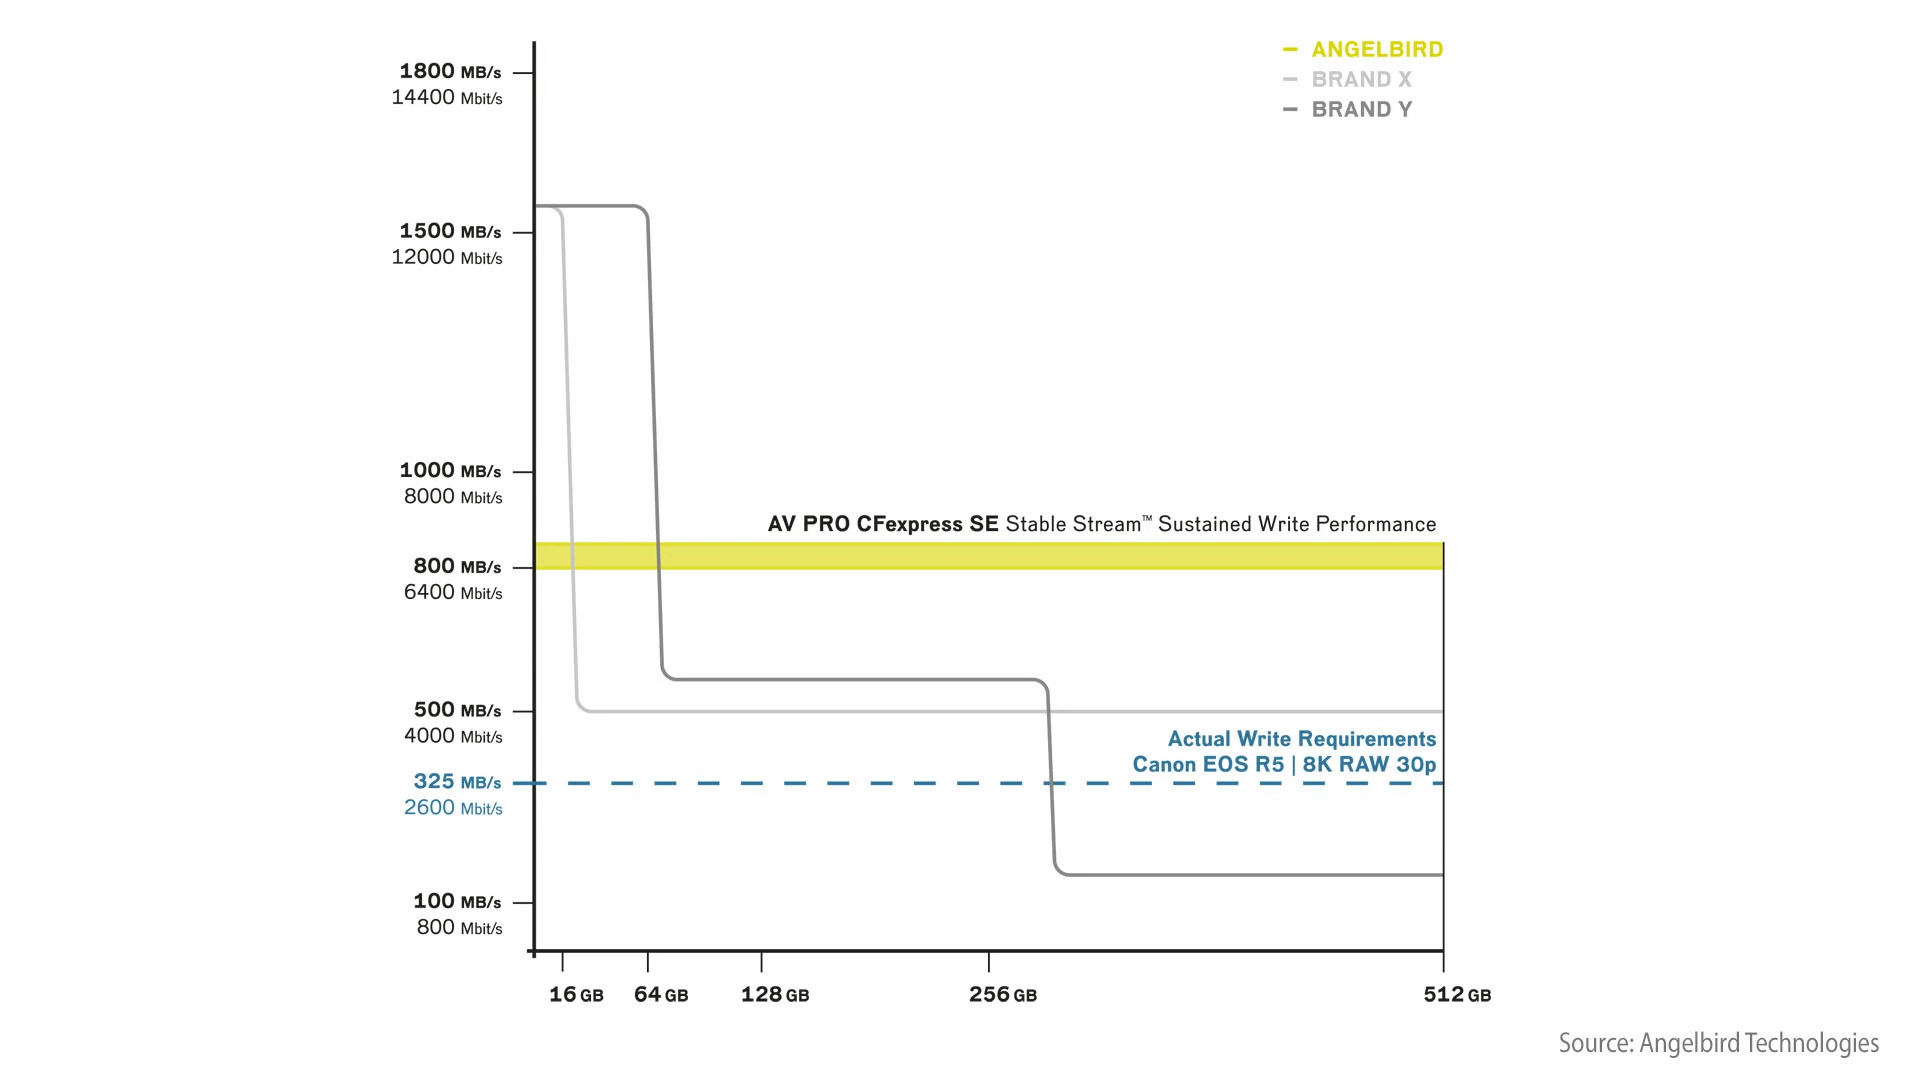 ANGELBIRD
BRAND X
BRAND Y
1800 MB/s
14400 Mbit/s
1500 MB/s
12000 Mbit/s
1000 MB/s
8000 Mbit/s
AV PRO CFexpress SE Stable Stream™ Sustained Write Performance
800 MB/s
6400 Mbit/s
500 MB/s
4000 Mbit/s
Actual Write Requirements
Canon EOS R5 | 8K RAW 30p
325 MB/s
2600 Mbit/s
100 MB/s
800 Mbit/s
16 GB 64 GB 128 GB 256 GB 512 GB
Source: Angelbird Technologies